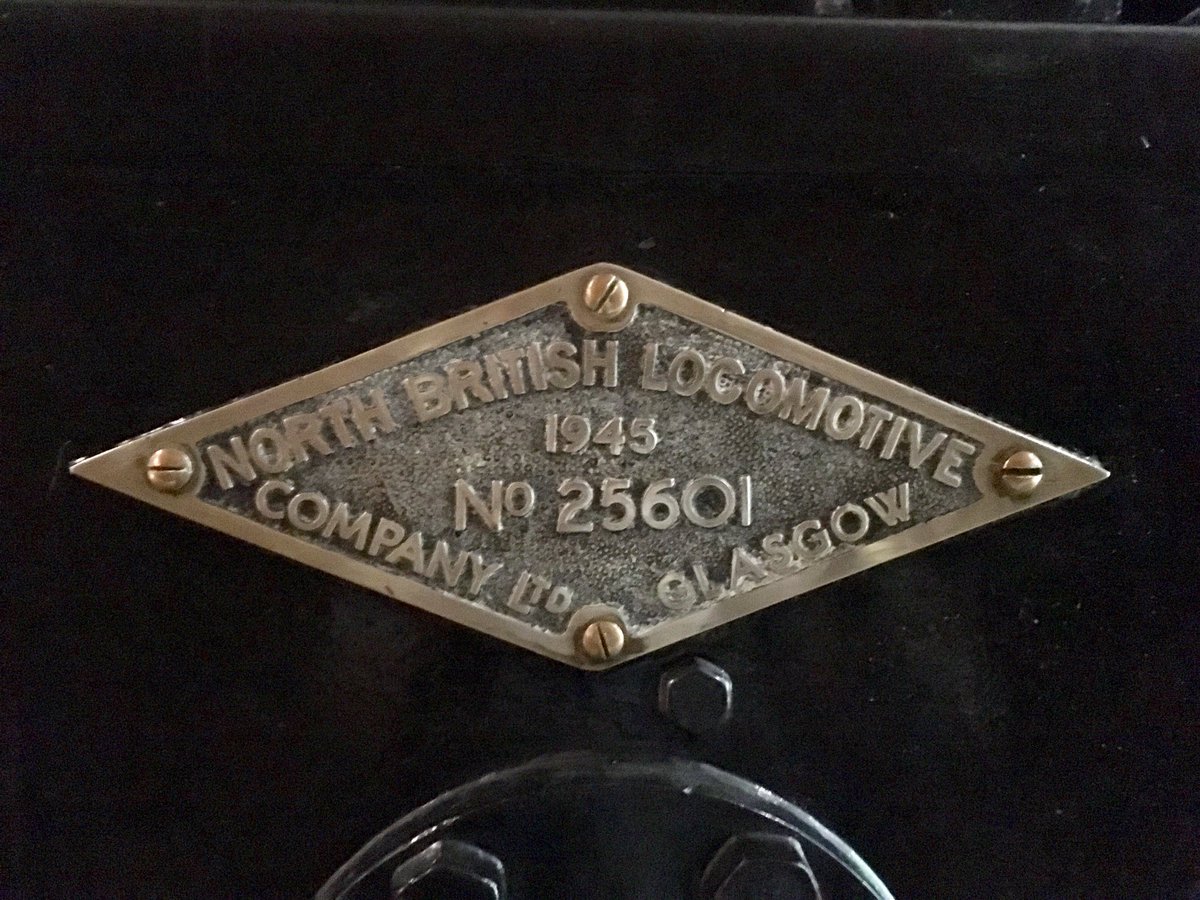 NORTH BRITISH LOCOMOTIVE
1945
No 25601
COMPANY LTD GLASGOW